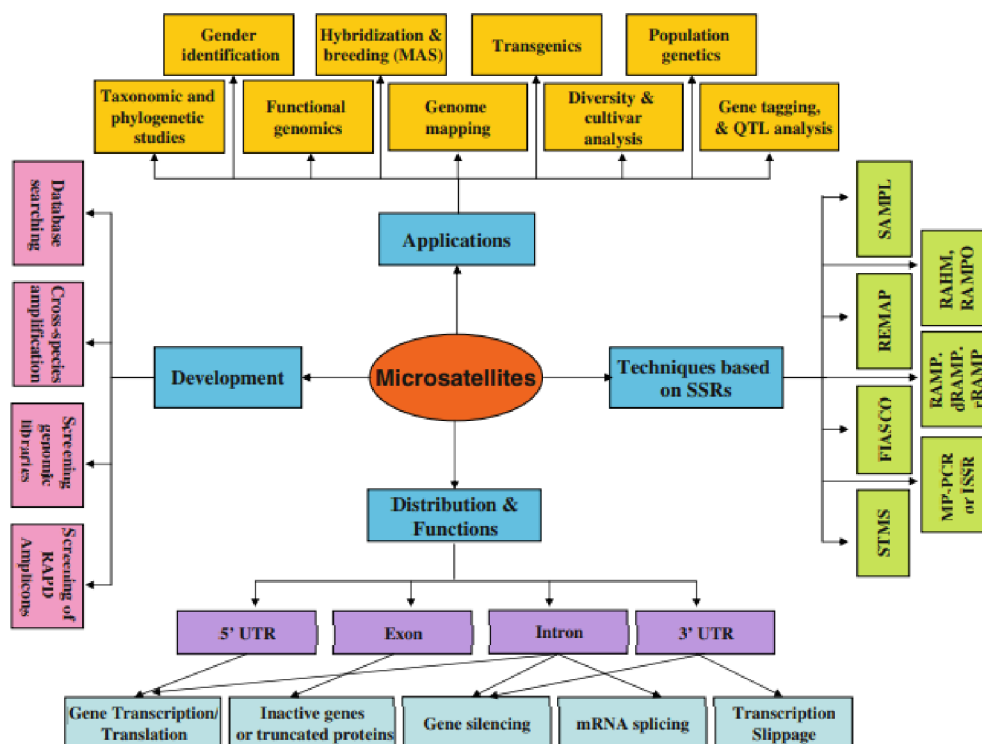 Gender
identification
Hybridization &
breeding (MAS)
Transgenics
Population
genetics
Taxonomic and
phylogenetic
studies
Functional
genomics
Genome
mapping
Diversity &
cultivar
analysis
Gene tagging,
& QTL analysis
Database
searching
Cross-species
amplification
Screening
genomic
libraries
Screening of
RAPD
Amplicons
Applications
Development
Microsatellites
Techniques based
on SSRs
Distribution &
Functions
SAMPL
RAHM,
RAMPO
REMAP
RAMP.
dRAMP.
rRAMP
FIASCO
MP-PCR
or ISSR
STMS
5' UTR
Exon
Intron
3' UTR
Gene Transcription/
Translation
Inactive genes
or truncated proteins
Gene silencing
mRNA splicing
Transcription
Slippage